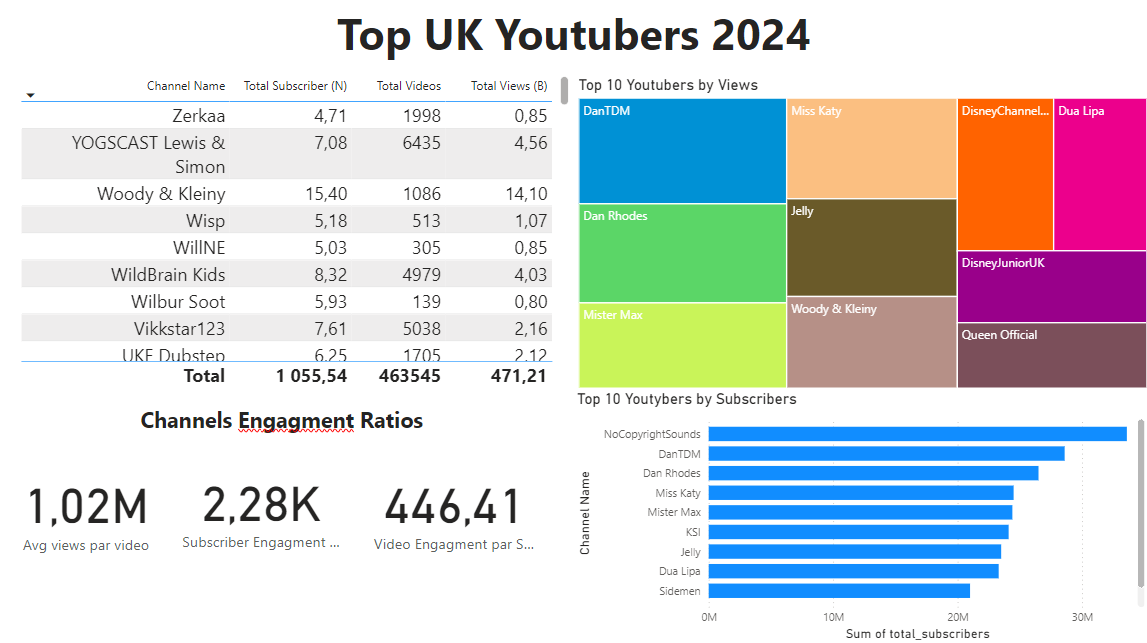 Top UK Youtubers 2024
Channel Name Total Subscriber (N) Total Videos Total Views (B)
Zerkaa 4,71 1998 0,85
YOGSCAST Lewis & 7,08 6435 4,56
Simon
Woody & Kleiny 15,40 1086 14,10
Wisp 5,18 513 1,07
WillNE 5,03 305 0,85
WildBrain Kids 8,32 4979 4,03
Wilbur Soot 5,93 139 0,80
Vikkstar123 7,61 5038 2,16
UKF Dubstep 6,25 1705 2,12
Total 1 055,54 463545 471,21
Channels Engagment Ratios
1,02M
Avg views par video
2,28K
Subscriber Engagment ...
446,41
Video Engagment par S...
Top 10 Youtubers by Views
DanTDM
Dan Rhodes
Mister Max
Miss Katy
Jelly
Woody & Kleiny
DisneyChannel...
Dua Lipa
DisneyJuniorUK
Queen Official
Top 10 Youtybers by Subscribers
Channel Name
NoCopyrightSounds
DanTDM
Dan Rhodes
Miss Katy
Mister Max
KSI
Jelly
Dua Lipa
Sidemen
0M 10M 20M 30M
Sum of total_subscribers